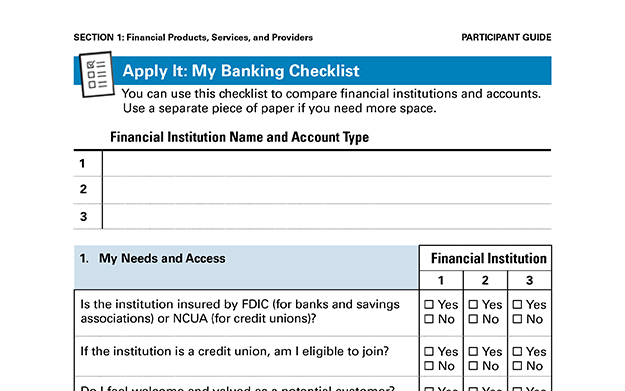 SECTION 1: Financial Products, Services, and Providers PARTICIPANT GUIDE
Apply It: My Banking Checklist
You can use this checklist to compare financial institutions and accounts.
Use a separate piece of paper if you need more space.
Financial Institution Name and Account Type
1
2
3
1. My Needs and Access Financial Institution
1 2 3
Is the institution insured by FDIC (for banks and savings ☐ Yes ☐ Yes ☐ Yes
associations) or NCUA (for credit unions)? ☐ No ☐ No ☐ No
If the institution is a credit union, am I eligible to join? ☐ Yes ☐ Yes ☐ Yes
☐ No ☐ No ☐ No
Do I feel welcome and valued as a potential customer? ☐ Yes ☐ Yes ☐ Yes